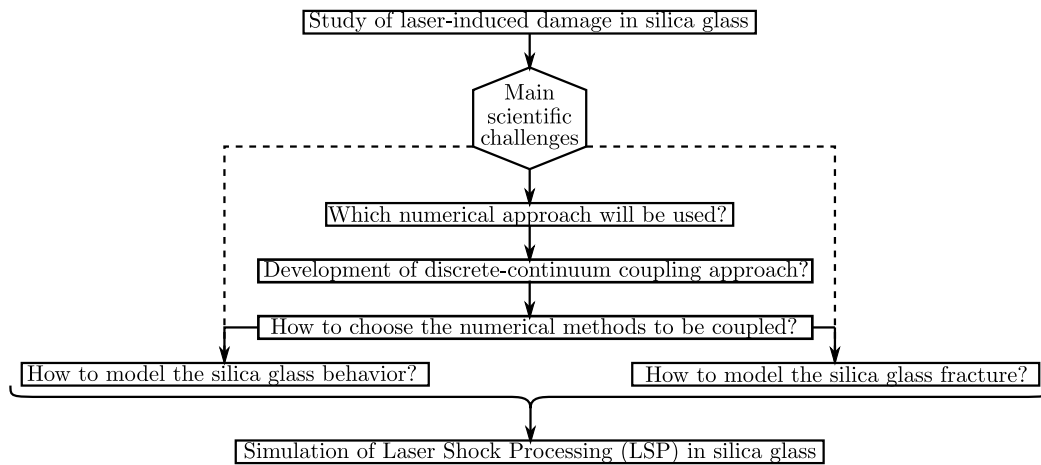 Study of laser-induced damage in silica glass
Main
scientific
challenges
Which numerical approach will be used?
Development of discrete-continuum coupling approach?
How to choose the numerical methods to be coupled?
How to model the silica glass behavior?
How to model the silica glass fracture?
Simulation of Laser Shock Processing (LSP) in silica glass